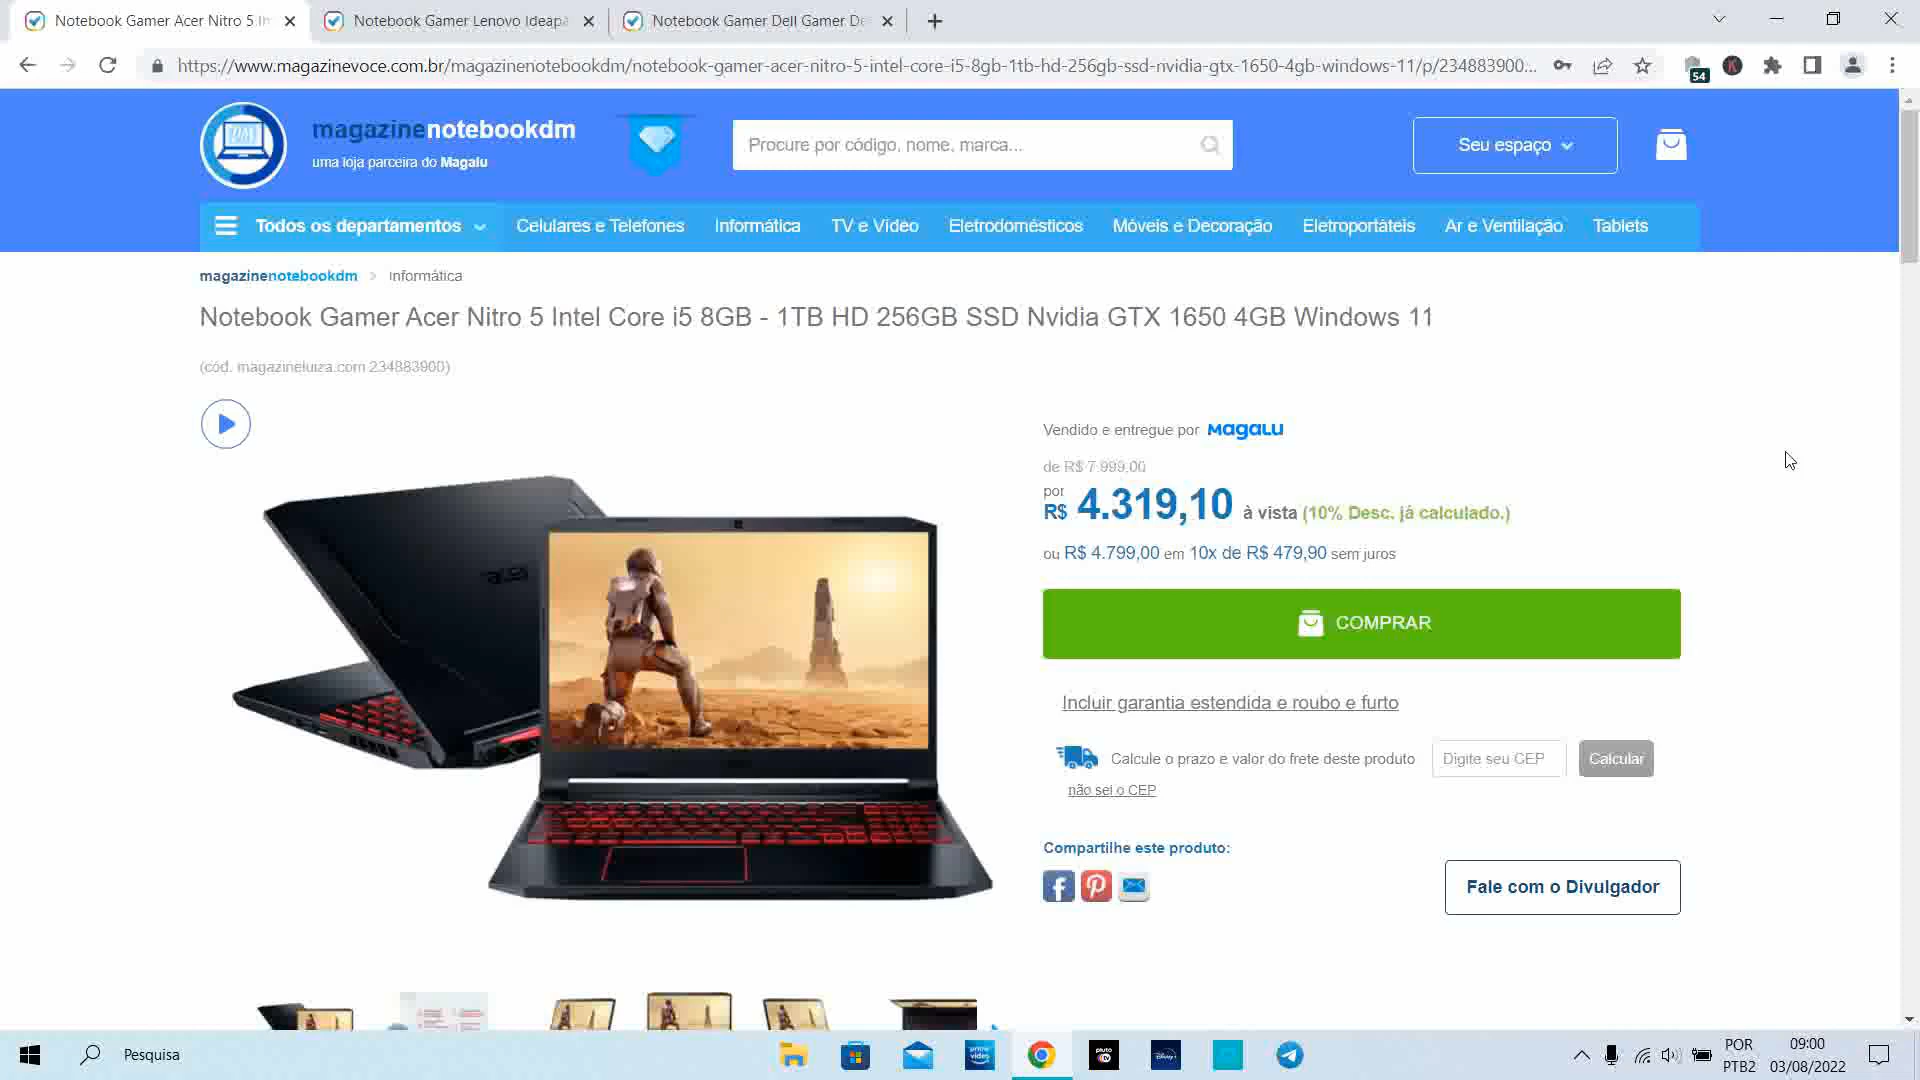 Notebook Gamer Acer Nitro 5 In
Notebook Gamer Lenovo Ideapa
Notebook Gamer Dell Gamer De
https://www.magazinevoce.com.br/magazinenotebookdm/notebook-gamer-acer-nitro-5-intel-core-i5-8gb-1tb-hd-256gb-ssd-nvidia-gtx-1650-4gb-windows-11/p/234883900...
54
K
DM
magazinenotebookdm
uma loja parceira do Magalu
Procure por código, nome, marca...
Seu espaço
Todos os departamentos
Celulares e Telefones
Informática
TV e Vídeo
Eletrodomésticos
Móveis e Decoração
Eletroportáteis
Ar e Ventilação
Tablets
magazinenotebookdm > Informática
Notebook Gamer Acer Nitro 5 Intel Core i5 8GB - 1TB HD 256GB SSD Nvidia GTX 1650 4GB Windows 11
(cód. magazineluiza.com 234883900)
Vendido e entregue por Magalu
de R$ 7.999,00
por
R$ 4.319,10 à vista (10% Desc. já calculado.)
ou R$ 4.799,00 em 10x de R$ 479,90 sem juros
acer
COMPRAR
Incluir garantia estendida e roubo e furto
Calcule o prazo e valor do frete deste produto
Digite seu CEP
Calcular
não sei o CEP
Compartilhe este produto:
Fale com o Divulgador
Pesquisa
prime video
pluto tv
Disney+
POR
PTB2
09:00
03/08/2022